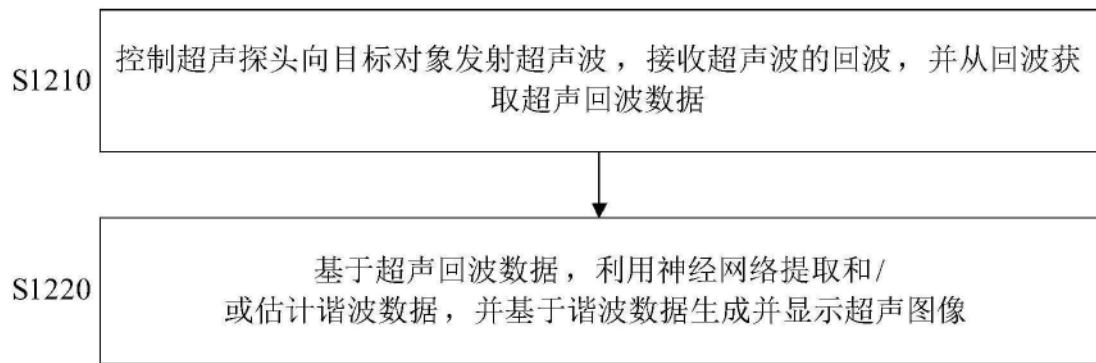 S1210
控制超声探头向目标对象发射超声波，接收超声波的回波，并从回波获
取超声回波数据
S1220
基于超声回波数据，利用神经网络提取和/
或估计谐波数据，并基于谐波数据生成并显示超声图像